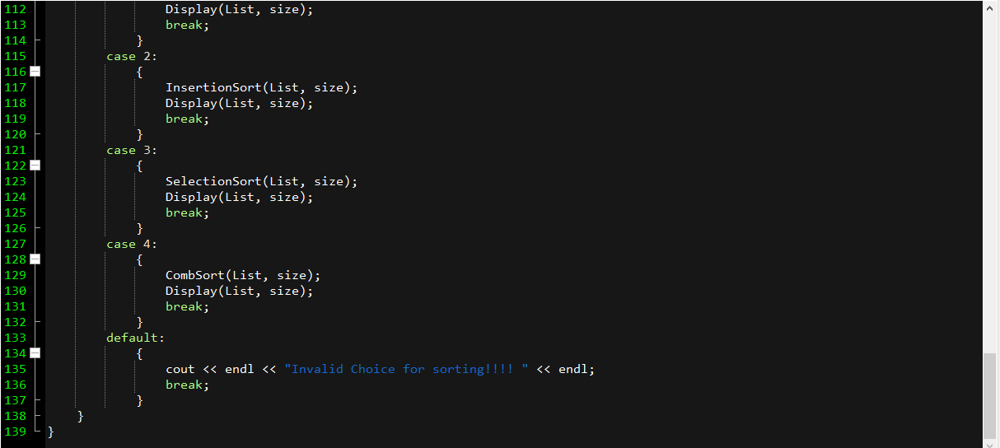 112 Display(List, size);
113 break;
114 }
115 case 2:
116 {
117 InsertionSort(List, size);
118 Display(List, size);
119 break;
120 }
121 case 3:
122 {
123 SelectionSort(List, size);
124 Display(List, size);
125 break;
126 }
127 case 4:
128 {
129 CombSort(List, size);
130 Display(List, size);
131 break;
132 }
133 default:
134 {
135 cout << endl << "Invalid Choice for sorting!!!! " << endl;
136 break;
137 }
138 }
139 }